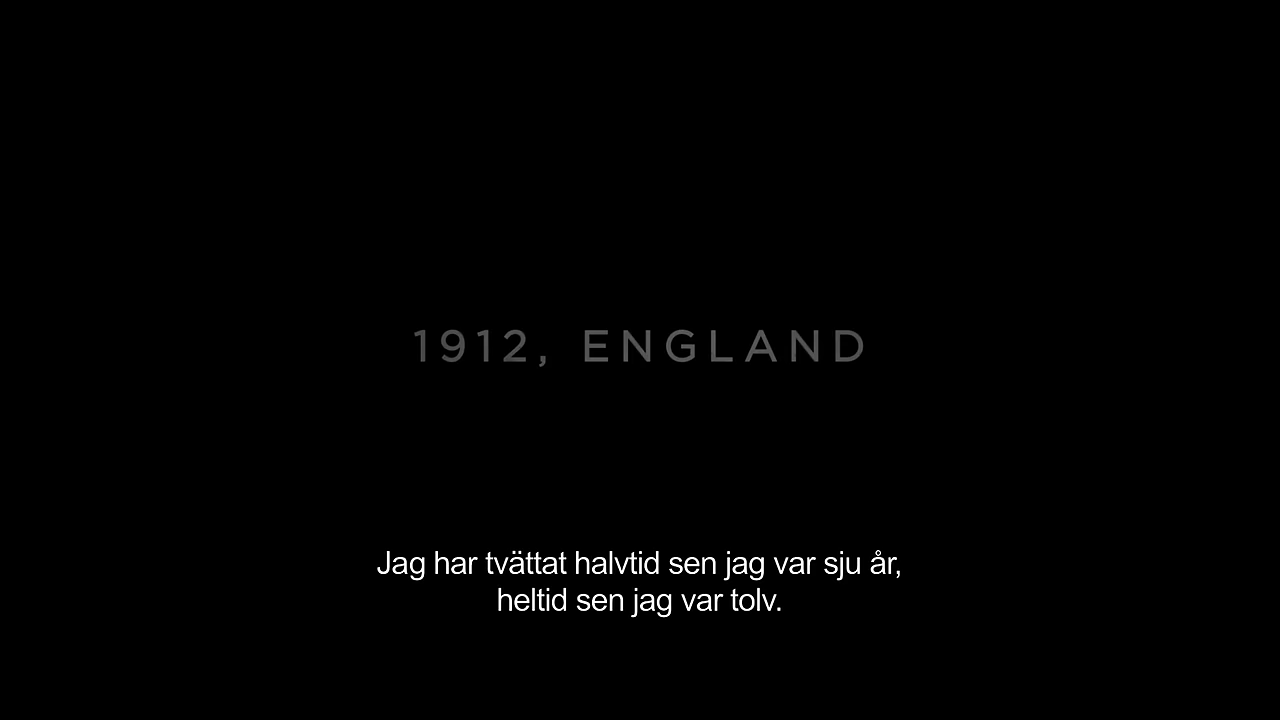 1912, ENGLAND
Jag har tvättat halvtid sen jag var sju år,
heltid sen jag var tolv.